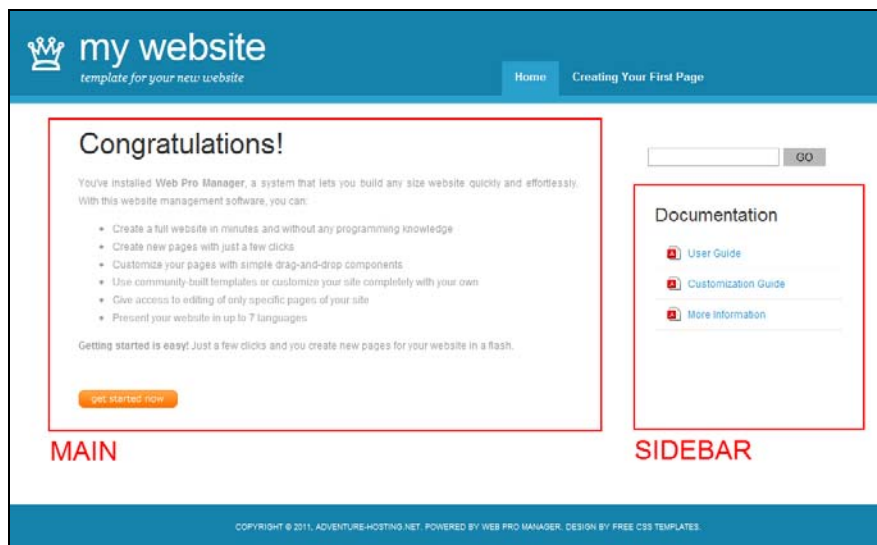 my website
template for your new website
Home
Creating Your First Page
Congratulations!
You've installed Web Pro Manager, a system that lets you build any size website quickly and effortlessly.
With this website management software, you can:
Create a full website in minutes and without any programming knowledge
Create new pages with just a few clicks
Customize your pages with simple drag-and-drop components
Use community-built templates or customize your site completely with your own
Give access to editing of only specific pages of your site
Present your website in up to 7 languages
Getting started is easy! Just a few clicks and you create new pages for your website in a flash.
get started now
MAIN
GO
Documentation
User Guide
Customization Guide
More Information
SIDEBAR
COPYRIGHT © 2011, ADVENTURE-HOSTING.NET. POWERED BY WEB PRO MANAGER. DESIGN BY FREE CSS TEMPLATES.